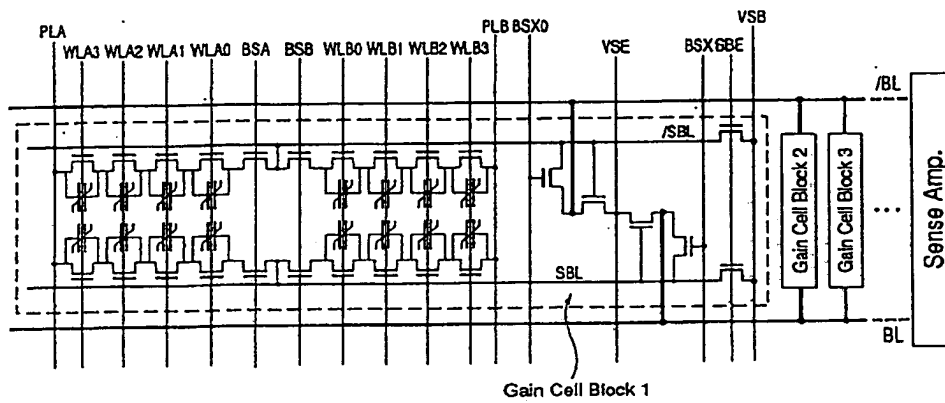 VSB
PLA
PLB BSX0
WLA3 WLA2 WLA1 WLA0 BSA BSB WLB0 WLB1 WLB2 WLB3
VSE
BSX1 SBE
/BL
/SBL
Gain Cell Block 2
Gain Cell Block 3
...
Sense Amp.
SBL
BL
Gain Cell Block 1